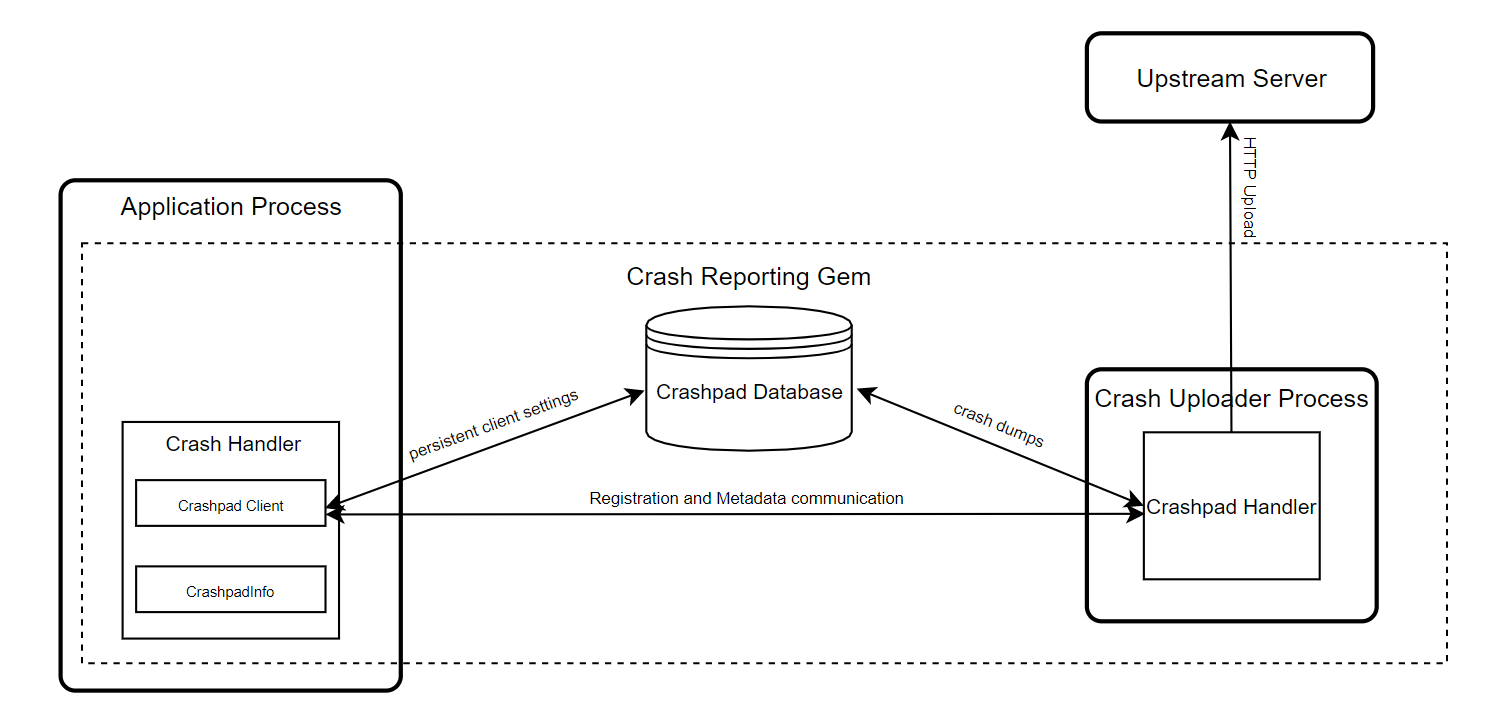 Upstream Server
HTTP Upload
Application Process
Crash Reporting Gem
Crashpad Database
persistent client settings
crash dumps
Crash Uploader Process
Crash Handler
Crashpad Client
Registration and Metadata communication
Crashpad Handler
CrashpadInfo